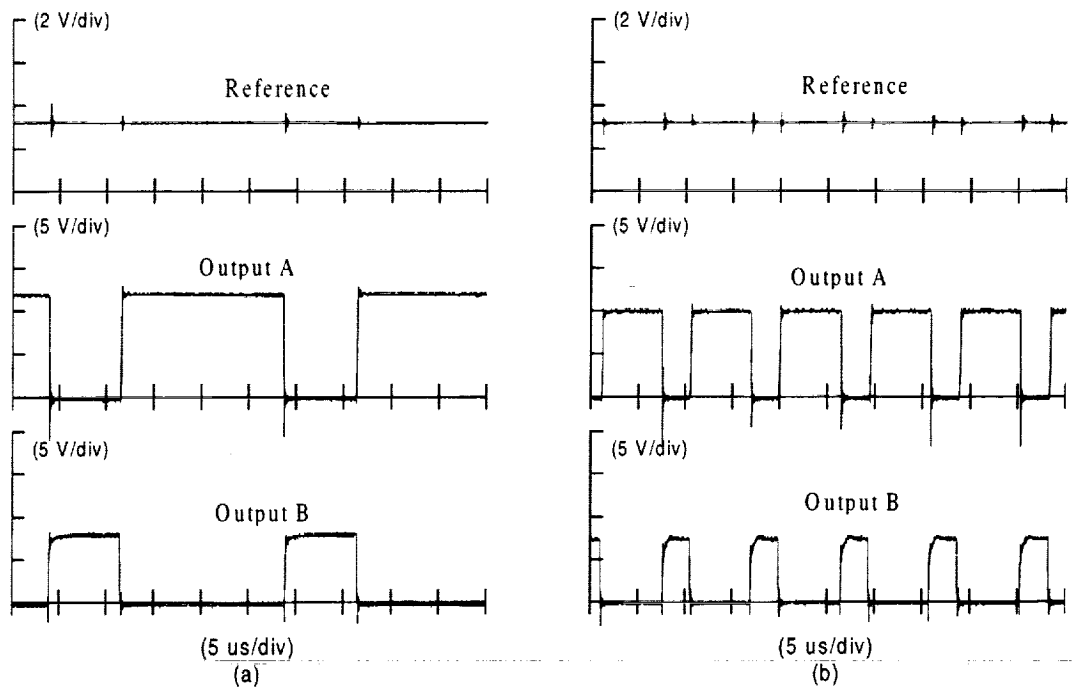 (2 V/div)
Reference
(5 V/div)
Output A
(5 V/div)
Output B
(5 us/div)
(a)
(2 V/div)
Reference
(5 V/div)
Output A
(5 V/div)
Output B
(5 us/div)
(b)